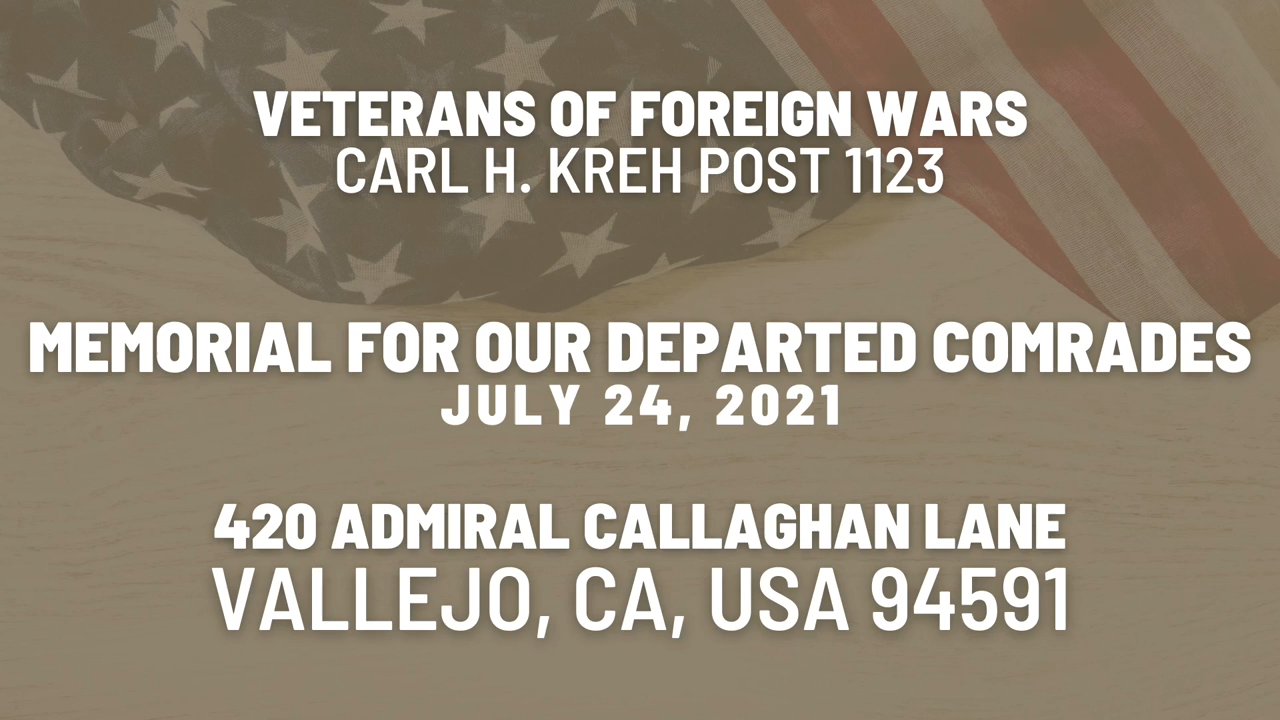 VETERANS OF FOREIGN WARS
CARL H. KREH POST 1123
MEMORIAL FOR OUR DEPARTED COMRADES
JULY 24, 2021
420 ADMIRAL CALLAGHAN LANE
VALLEJO, CA, USA 94591